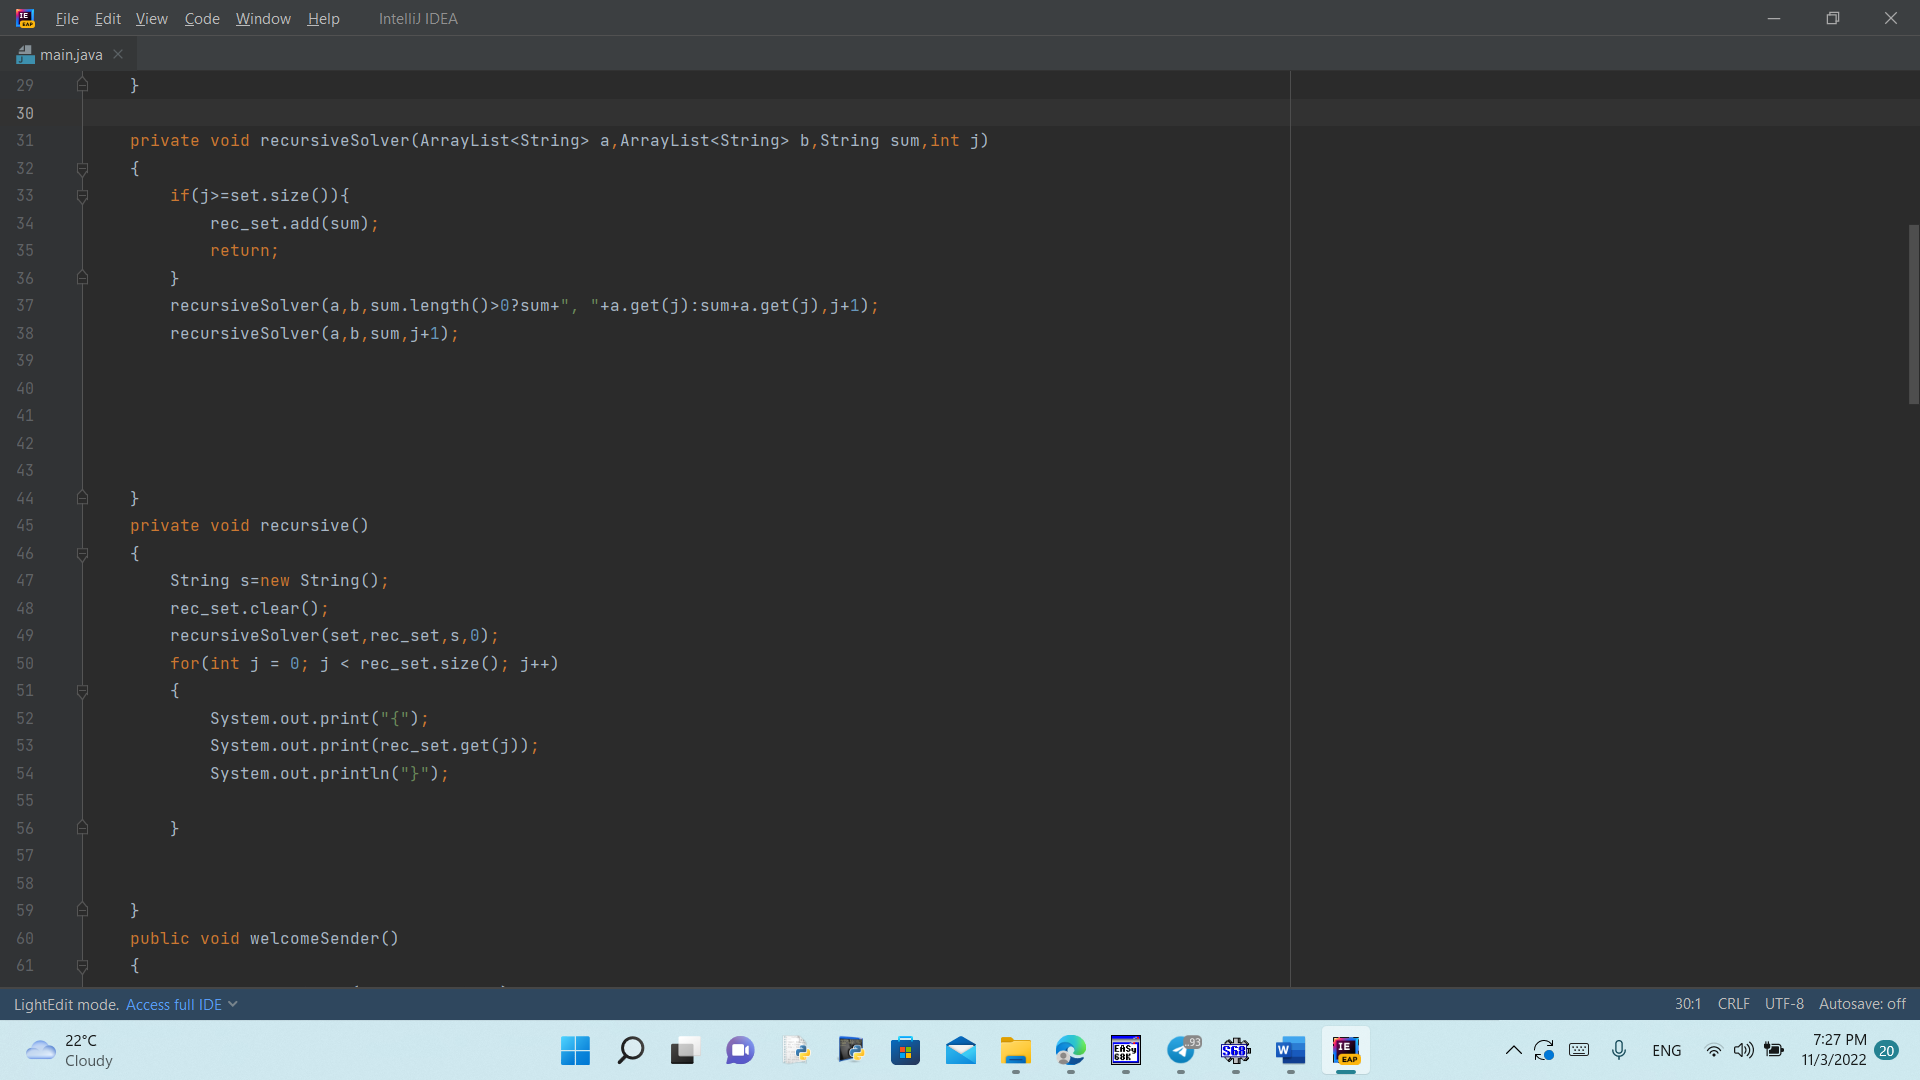 File Edit View Code Window Help IntelliJ IDEA
main.java
29 }
30
31 private void recursiveSolver(ArrayList<String> a,ArrayList<String> b,String sum,int j)
32 {
33 if(j>=set.size()){
34 rec_set.add(sum);
35 return;
36 }
37 recursiveSolver(a,b,sum.length()>0?sum+", "+a.get(j):sum+a.get(j),j+1);
38 recursiveSolver(a,b,sum,j+1);
39
40
41
42
43
44 }
45 private void recursive()
46 {
47 String s=new String();
48 rec_set.clear();
49 recursiveSolver(set,rec_set,s,0);
50 for(int j = 0; j < rec_set.size(); j++)
51 {
52 System.out.print("{");
53 System.out.print(rec_set.get(j));
54 System.out.println("}");
55
56 }
57
58
59 }
60 public void welcomeSender()
61 {
LightEdit mode. Access full IDE 30:1 CRLF UTF-8 Autosave: off
22°C
Cloudy
EASy
68K
93
S68
W
IE
EAP
ENG
7:27 PM
11/3/2022
20